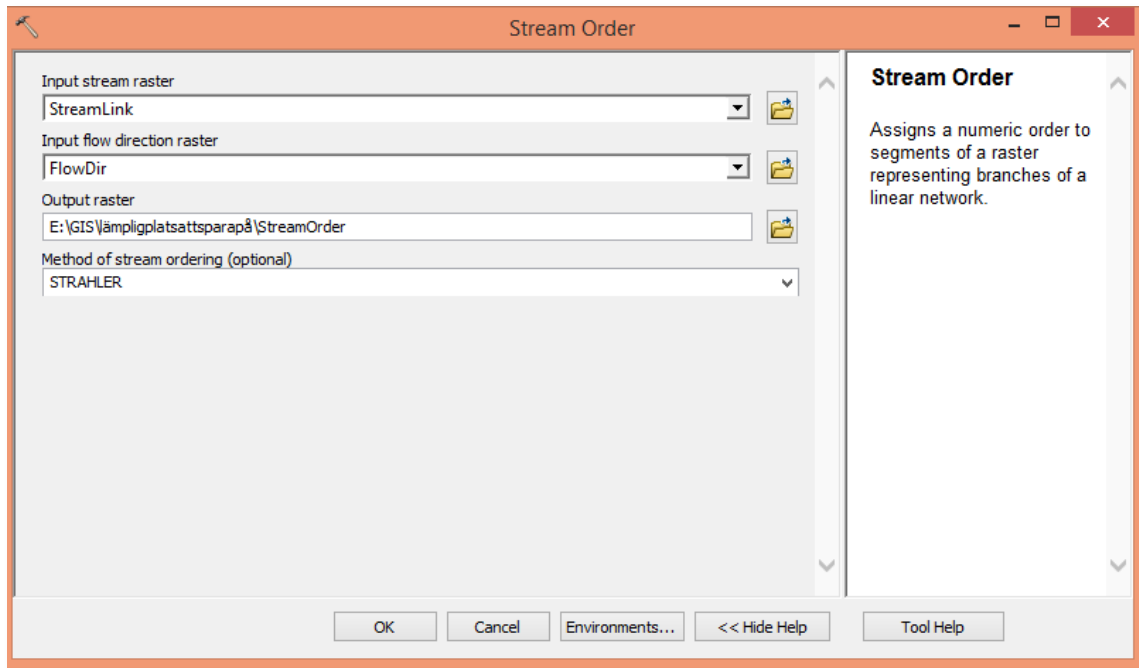 Stream Order
Input stream raster
StreamLink
Input flow direction raster
FlowDir
Output raster
E:\GIS\lämpligplatsattsparapå\StreamOrder
Method of stream ordering (optional)
STRAHLER
Stream Order
Assigns a numeric order to
segments of a raster
representing branches of a
linear network.
OK
Cancel
Environments...
<< Hide Help
Tool Help